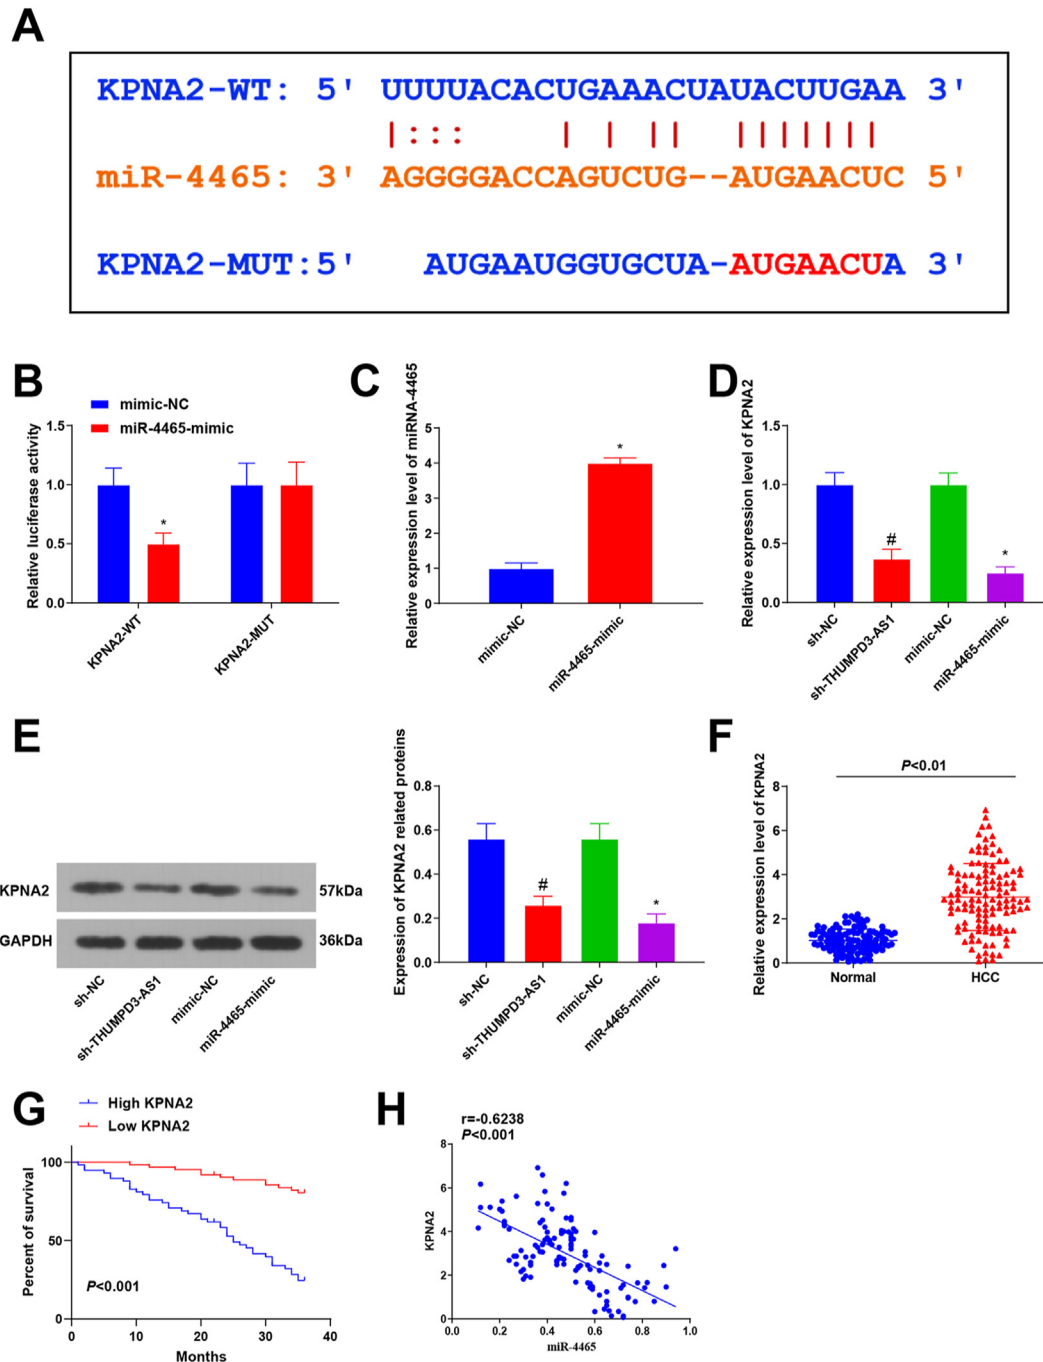 A
KPNA2-WT: 5' UUUUACACUGAAACUAUACUUGAA 3'
miR-4465: 3' AGGGGACCAGUCUG--AUGAACUC 5'
KPNA2-MUT:5' AUGAAUGGUGCUA-AUGAACUA 3'
B
mimic-NC
miR-4465-mimic
Relative luciferase activity
1.5
1.0
0.5
0.0
*
KPNA2-WT
KPNA2-MUT
C
Relative expression level of miRNA-4465
5
4
3
2
1
0
*
mimic-NC
miR-4465-mimic
D
Relative expression level of KPNA2
1.5
1.0
0.5
0.0
#
*
sh-NC
sh-THUMPD3-AS1
mimic-NC
miR-4465-mimic
E
KPNA2
57kDa
GAPDH
36kDa
sh-NC
sh-THUMPD3-AS1
mimic-NC
miR-4465-mimic
Expression of KPNA2 related proteins
0.8
0.6
0.4
0.2
0.0
#
*
sh-NC
sh-THUMPD3-AS1
mimic-NC
miR-4465-mimic
F
Relative expression level of KPNA2
P<0.01
8
6
4
2
0
Normal
HCC
G
High KPNA2
Low KPNA2
Percent of survival
100
50
0
P<0.001
0 10 20 30 40
Months
H
r=-0.6238
P<0.001
KPNA2
8
6
4
2
0
0.0 0.2 0.4 0.6 0.8 1.0
miR-4465